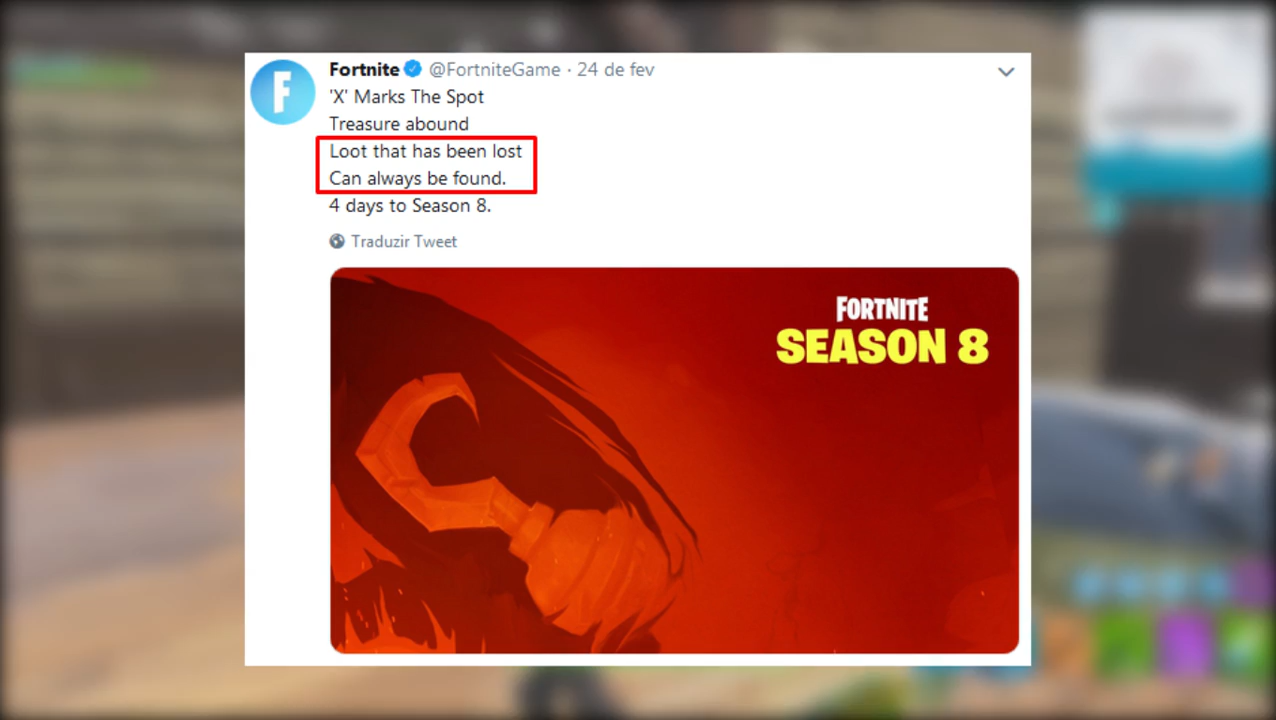 Fortnite @FortniteGame · 24 de fev
'X' Marks The Spot
Treasure abound
Loot that has been lost
Can always be found.
4 days to Season 8.
Traduzir Tweet
FORTNITE
SEASON 8